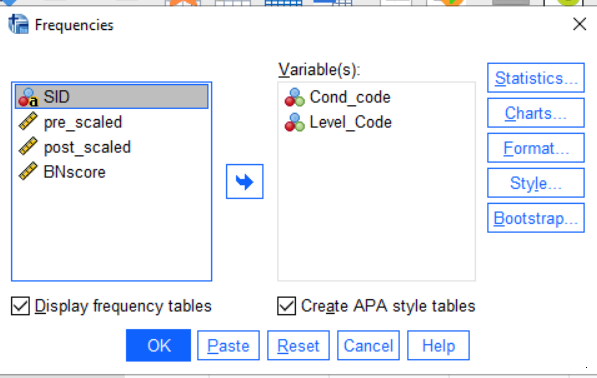 Frequencies
Variable(s):
SID
pre_scaled
post_scaled
BNscore
Cond_code
Level_Code
Statistics...
Charts...
Format...
Style...
Bootstrap...
Display frequency tables
Create APA style tables
OK
Paste
Reset
Cancel
Help